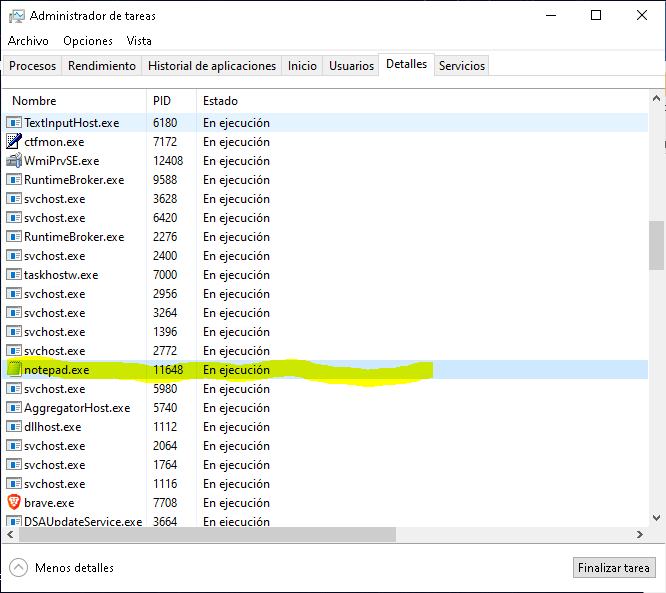 Administrador de tareas
Archivo Opciones Vista
Procesos Rendimiento Historial de aplicaciones Inicio Usuarios Detalles Servicios
Nombre PID Estado
TextInputHost.exe 6180 En ejecución
ctfmon.exe 7172 En ejecución
WmiPrvSE.exe 12408 En ejecución
RuntimeBroker.exe 9588 En ejecución
svchost.exe 3628 En ejecución
svchost.exe 6420 En ejecución
RuntimeBroker.exe 2276 En ejecución
svchost.exe 2400 En ejecución
taskhostw.exe 7000 En ejecución
svchost.exe 2956 En ejecución
svchost.exe 3264 En ejecución
svchost.exe 1396 En ejecución
svchost.exe 2772 En ejecución
notepad.exe 11648 En ejecución
svchost.exe 5980 En ejecución
AggregatorHost.exe 5740 En ejecución
dllhost.exe 1112 En ejecución
svchost.exe 2064 En ejecución
svchost.exe 1764 En ejecución
svchost.exe 1116 En ejecución
brave.exe 7708 En ejecución
DSAUpdateService.exe 3664 En ejecución
Menos detalles Finalizar tarea